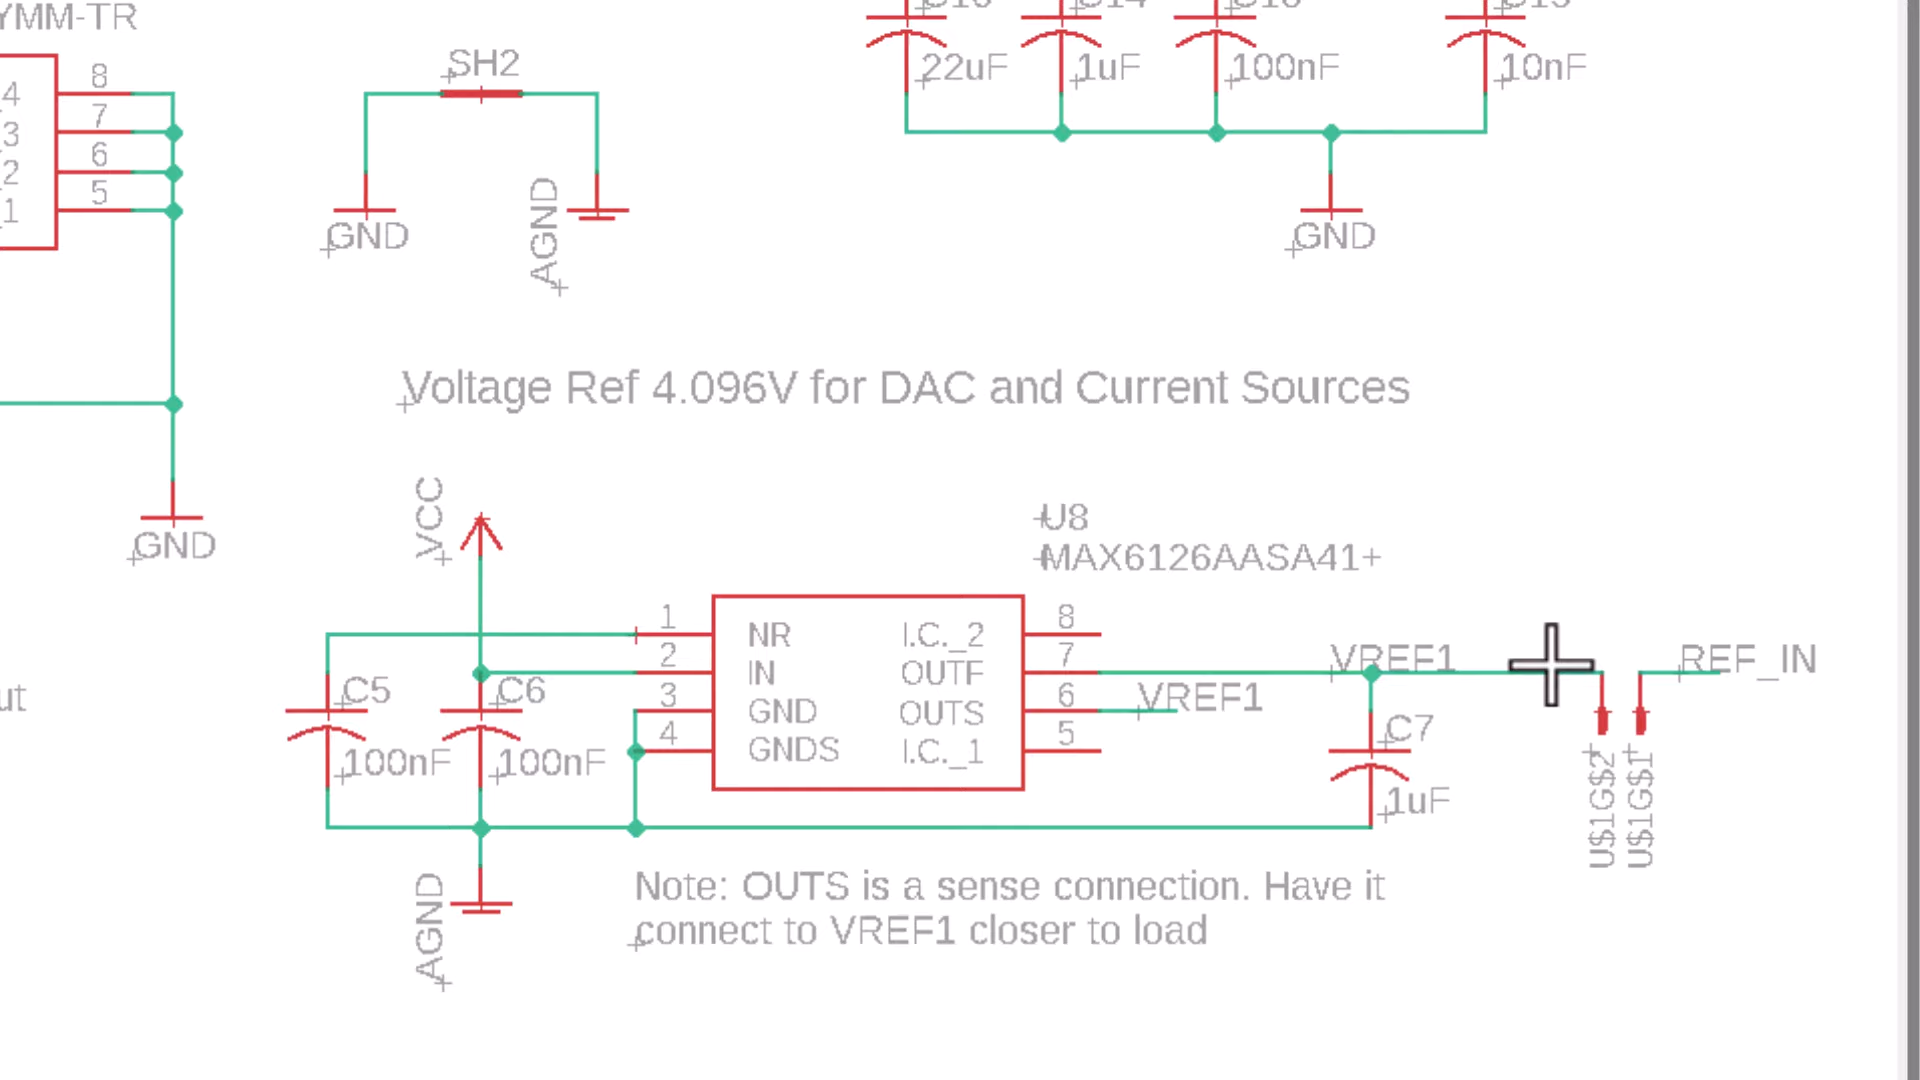 YMM-TR
SH2
22uF
1uF
100nF
10nF
4
8
3
7
2
6
1
5
GND
AGND
GND
Voltage Ref 4.096V for DAC and Current Sources
GND
VCC
U8
MAX6126AASA41+
ut
C5
100nF
C6
100nF
1
2
3
4
NR
IN
GND
GNDS
I.C._2
OUTF
OUTS
I.C._1
8
7
6
5
VREF1
VREF1
REF_IN
C7
1uF
U$1G$2
U$1G$1
AGND
Note: OUTS is a sense connection. Have it
connect to VREF1 closer to load